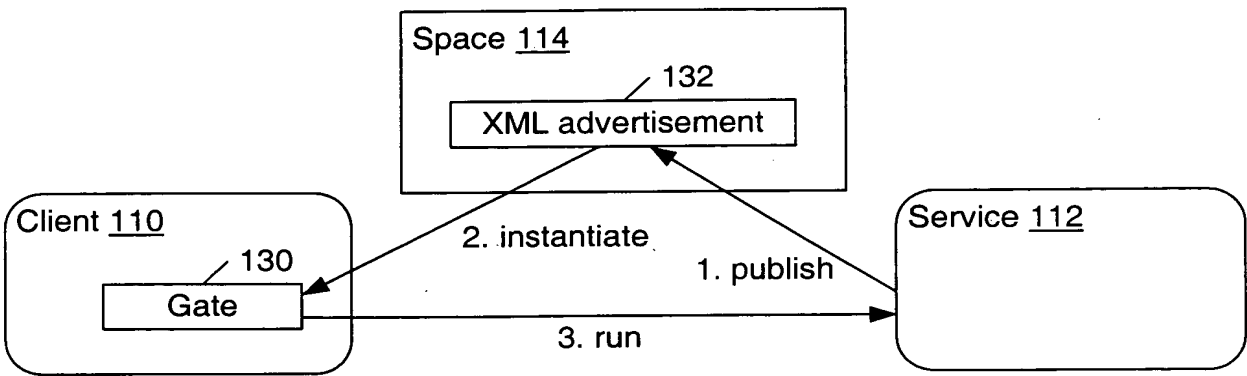 Space 114
132
XML advertisement
Client 110
130
Gate
2. instantiate
1. publish
Service 112
3. run